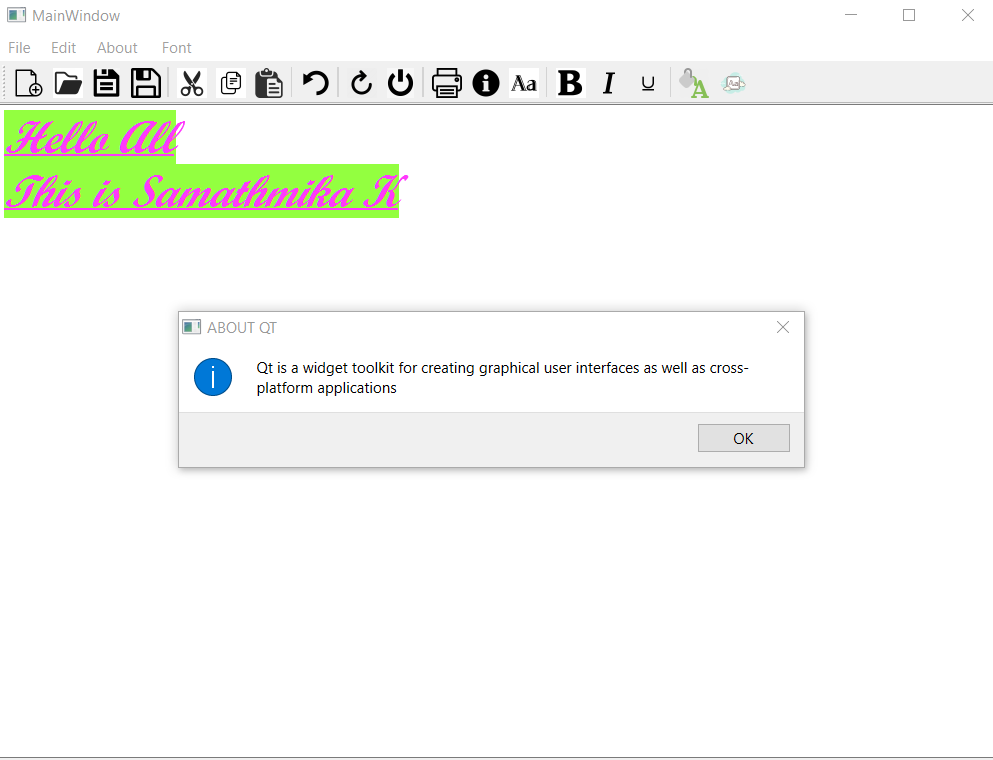 MainWindow
File Edit About Font
Aa B I U A
Hello All
This is Samathmika K
ABOUT QT
Qt is a widget toolkit for creating graphical user interfaces as well as cross-
platform applications
OK